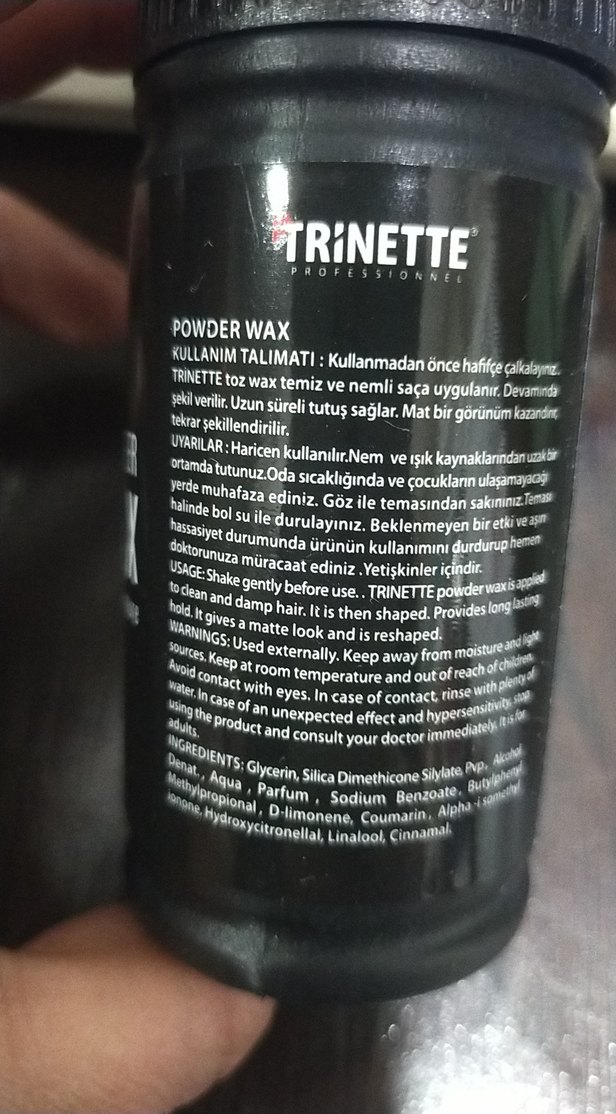 TRiNETTE®
PROFESSIONNEL
POWDER WAX
KULLANIM TALIMATI : Kullanmadan önce hafifçe çalkalayınız.
TRİNETTE toz wax temiz ve nemli saça uygulanır. Devamında
şekil verilir. Uzun süreli tutuş sağlar. Mat bir görünüm kazandırır,
tekrar şekillendirilir.
UYARILAR : Haricen kullanılır.Nem ve ışık kaynaklarından uzak bir
ortamda tutunuz.Oda sıcaklığında ve çocukların ulaşamayacağı
yerde muhafaza ediniz. Göz ile temasından sakınınız.Teması
halinde bol su ile durulayınız. Beklenmeyen bir etki ve aşırı
hassasiyet durumunda ürünün kullanımını durdurup hemen
doktorunuza müracaat ediniz .Yetişkinler içindir.
USAGE: Shake gently before use. . TRINETTE powder wax is applied
to clean and damp hair. It is then shaped. Provides long lasting
hold. It gives a matte look and is reshaped.
WARNINGS: Used externally. Keep away from moisture and light
sources. Keep at room temperature and out of reach of children.
Avoid contact with eyes. In case of contact, rinse with plenty of
water. In case of an unexpected effect and hypersensitivity, stop
using the product and consult your doctor immediately. It is for
adults.
INGREDIENTS: Glycerin, Silica Dimethicone Silylate, Pvp, Alcohol
Denat., Aqua , Parfum , Sodium Benzoate, Butylphenyl
Methylpropional, D-limonene, Coumarin, Alpha -i somethyl
Ionone, Hydroxycitronellal, Linalool, Cinnamal.